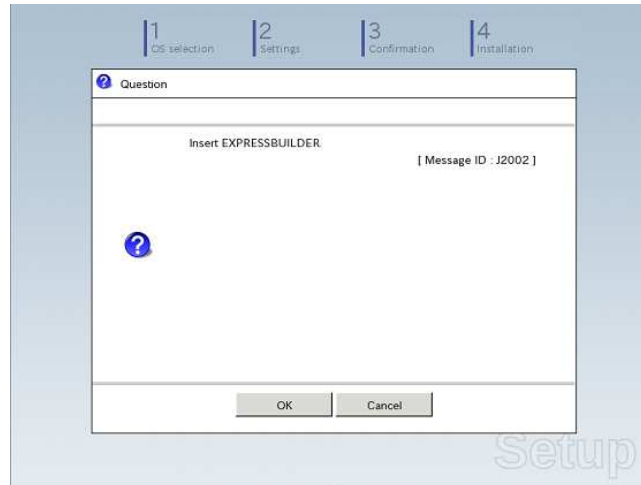 1 2 3 4
OS selection Settings Confirmation Installation
Question
Insert EXPRESSBUILDER.
[ Message ID : J2002 ]
OK Cancel
Setup